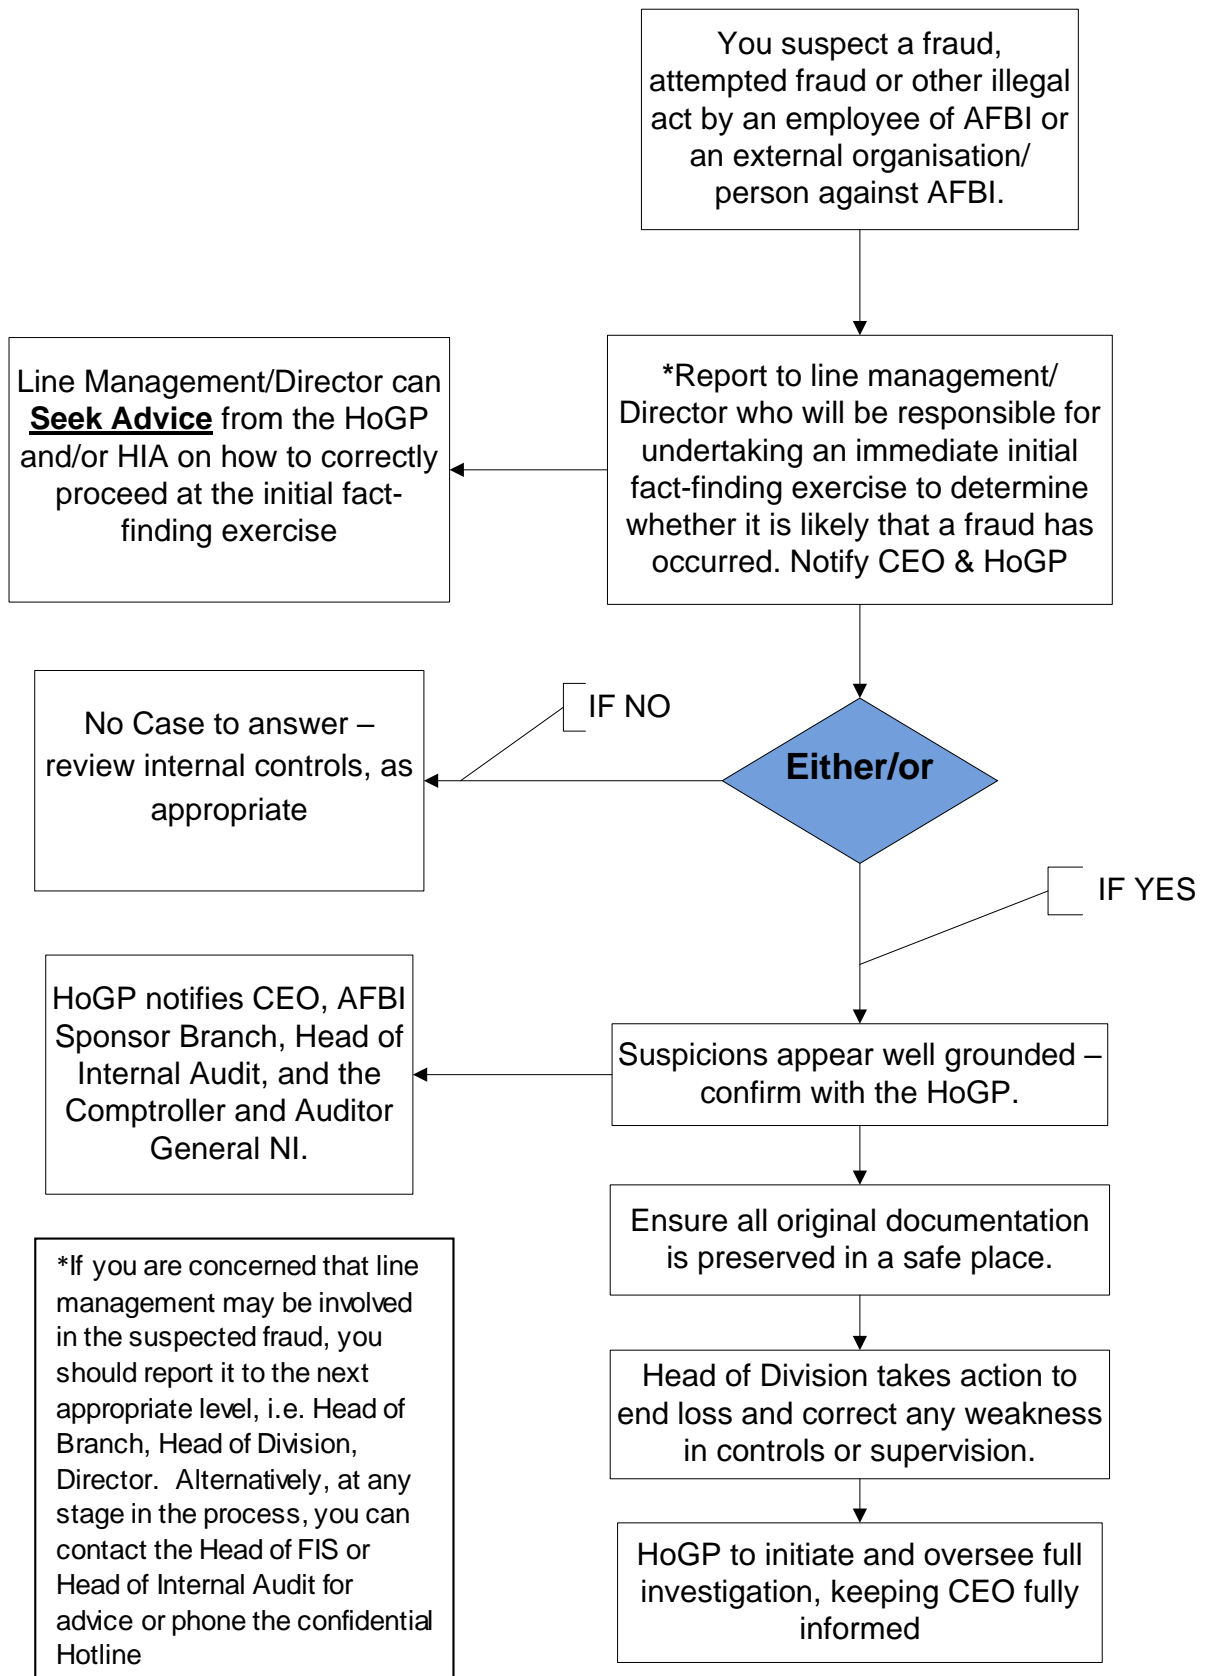 You suspect a fraud,
attempted fraud or other illegal
act by an employee of AFBI or
an external organisation/
person against AFBI.
*Report to line management/
Director who will be responsible for
undertaking an immediate initial
fact-finding exercise to determine
whether it is likely that a fraud has
occurred. Notify CEO & HoGP
Line Management/Director can
Seek Advice from the HoGP
and/or HIA on how to correctly
proceed at the initial fact-
finding exercise
Either/or
IF NO
No Case to answer –
review internal controls, as
appropriate
IF YES
Suspicions appear well grounded –
confirm with the HoGP.
HoGP notifies CEO, AFBI
Sponsor Branch, Head of
Internal Audit, and the
Comptroller and Auditor
General NI.
Ensure all original documentation
is preserved in a safe place.
Head of Division takes action to
end loss and correct any weakness
in controls or supervision.
HoGP to initiate and oversee full
investigation, keeping CEO fully
informed
*If you are concerned that line
management may be involved
in the suspected fraud, you
should report it to the next
appropriate level, i.e. Head of
Branch, Head of Division,
Director. Alternatively, at any
stage in the process, you can
contact the Head of FIS or
Head of Internal Audit for
advice or phone the confidential
Hotline